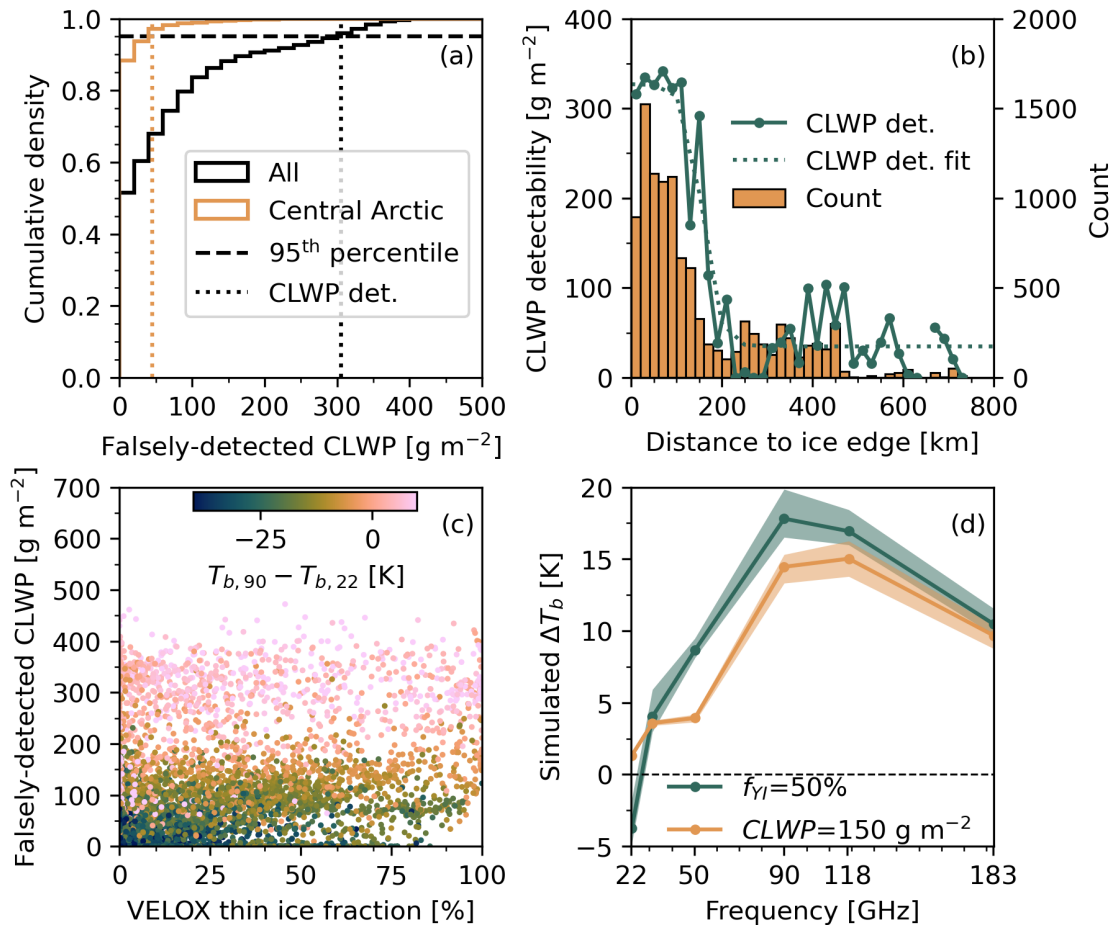 1.0
0.8
0.6
0.4
0.2
0.0
Cumulative density
(a)
All
Central Arctic
95th percentile
CLWP det.
0 100 200 300 400 500
Falsely-detected CLWP [g m−2]
400
300
200
100
0
CLWP detectability [g m−2]
(b)
CLWP det.
CLWP det. fit
Count
2000
1500
1000
500
0
Count
0 200 400 600 800
Distance to ice edge [km]
700
600
500
400
300
200
100
0
Falsely-detected CLWP [g m−2]
(c)
−25 0
Tb, 90 − Tb, 22 [K]
0 25 50 75 100
VELOX thin ice fraction [%]
20
15
10
5
0
−5
Simulated ΔTb [K]
(d)
fYI=50%
CLWP=150 g m−2
22 50 90 118 183
Frequency [GHz]